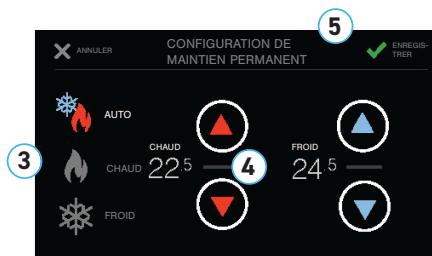 5
ANNULER
CONFIGURATION DE
MAINTIEN PERMANENT
ENREGIS-
TRER
AUTO
3
CHAUD
FROID
CHAUD
22.5
4
FROID
24.5